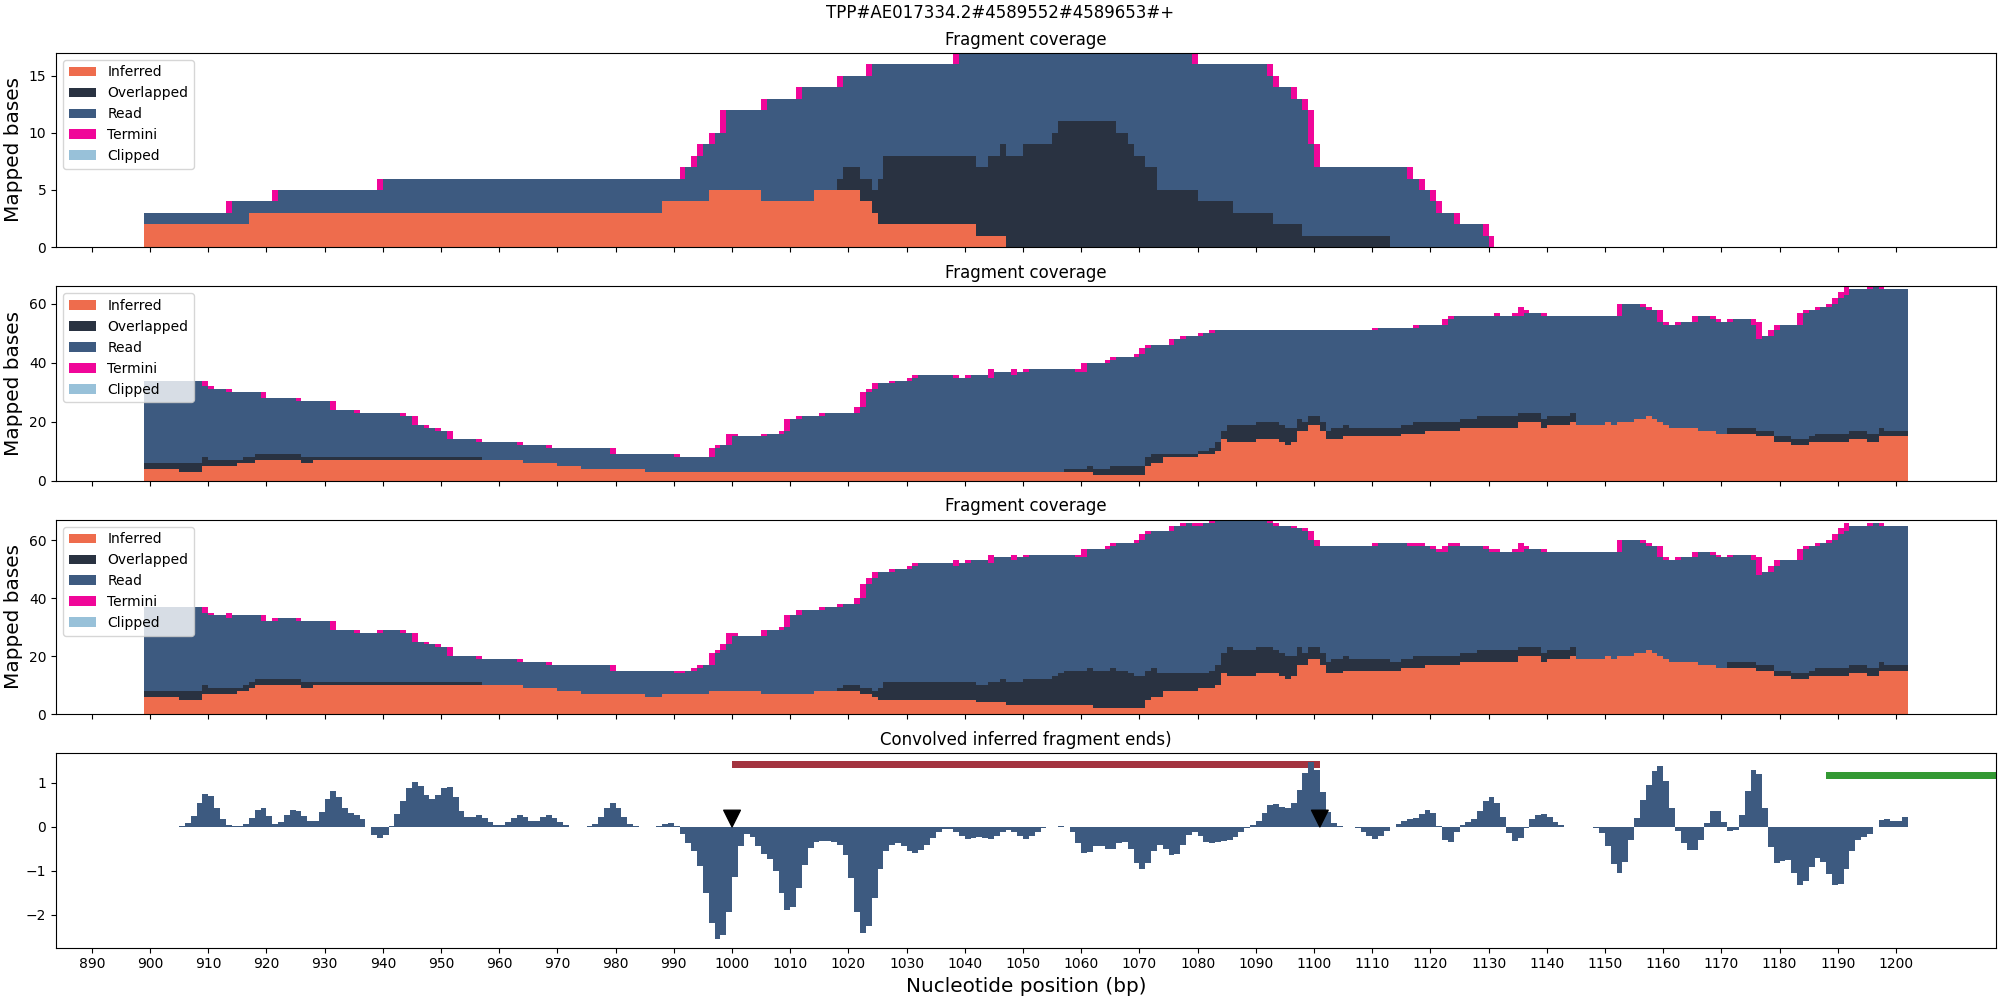 TPP#AE017334.2#4589552#4589653#+
Fragment coverage
Mapped bases
15
10
5
0
Inferred
Overlapped
Read
Termini
Clipped
Fragment coverage
Mapped bases
60
40
20
0
Inferred
Overlapped
Read
Termini
Clipped
Fragment coverage
Mapped bases
60
40
20
0
Inferred
Overlapped
Read
Termini
Clipped
Convolved inferred fragment ends)
1
0
−1
−2
890 900 910 920 930 940 950 960 970 980 990 1000 1010 1020 1030 1040 1050 1060 1070 1080 1090 1100 1110 1120 1130 1140 1150 1160 1170 1180 1190 1200
Nucleotide position (bp)